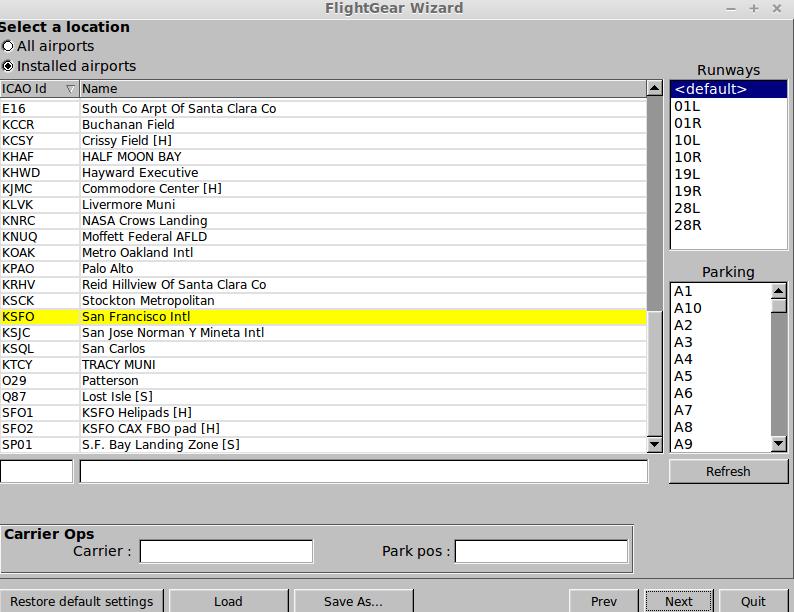 FlightGear Wizard
Select a location
All airports
Installed airports
ICAO Id Name
E16 South Co Arpt Of Santa Clara Co
KCCR Buchanan Field
KCSY Crissy Field [H]
KHAF HALF MOON BAY
KHWD Hayward Executive
KJMC Commodore Center [H]
KLVK Livermore Muni
KNRC NASA Crows Landing
KNUQ Moffett Federal AFLD
KOAK Metro Oakland Intl
KPAO Palo Alto
KRHV Reid Hillview Of Santa Clara Co
KSCK Stockton Metropolitan
KSFO San Francisco Intl
KSJC San Jose Norman Y Mineta Intl
KSQL San Carlos
KTCY TRACY MUNI
O29 Patterson
Q87 Lost Isle [S]
SFO1 KSFO Helipads [H]
SFO2 KSFO CAX FBO pad [H]
SP01 S.F. Bay Landing Zone [S]
Runways
<default>
01L
01R
10L
10R
19L
19R
28L
28R
Parking
A1
A10
A2
A3
A4
A5
A6
A7
A8
A9
Refresh
Carrier Ops
Carrier : Park pos :
Restore default settings Load Save As... Prev Next Quit